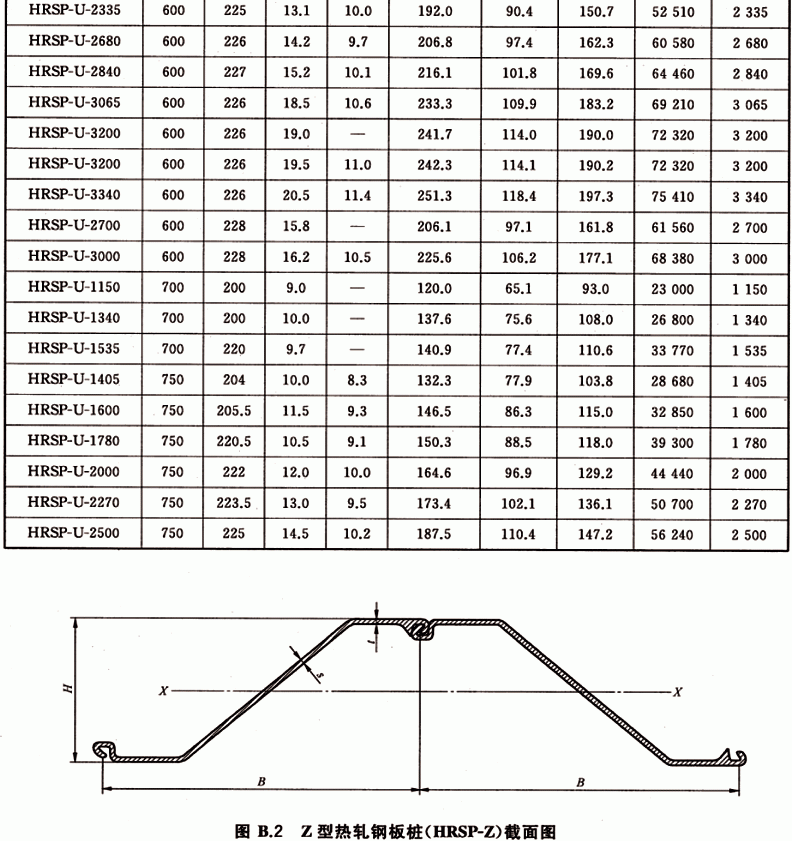 HRSP-U-2335 600 225 13.1 10.0 192.0 90.4 150.7 52 510 2 335
HRSP-U-2680 600 226 14.2 9.7 206.8 97.4 162.3 60 580 2 680
HRSP-U-2840 600 227 15.2 10.1 216.1 101.8 169.6 64 460 2 840
HRSP-U-3065 600 226 18.5 10.6 233.3 109.9 183.2 69 210 3 065
HRSP-U-3200 600 226 19.0 — 241.7 114.0 190.0 72 320 3 200
HRSP-U-3200 600 226 19.5 11.0 242.3 114.1 190.2 72 320 3 200
HRSP-U-3340 600 226 20.5 11.4 251.3 118.4 197.3 75 410 3 340
HRSP-U-2700 600 228 15.8 — 206.1 97.1 161.8 61 560 2 700
HRSP-U-3000 600 228 16.2 10.5 225.6 106.2 177.1 68 380 3 000
HRSP-U-1150 700 200 9.0 — 120.0 65.1 93.0 23 000 1 150
HRSP-U-1340 700 200 10.0 — 137.6 75.6 108.0 26 800 1 340
HRSP-U-1535 700 220 9.7 — 140.9 77.4 110.6 33 770 1 535
HRSP-U-1405 750 204 10.0 8.3 132.3 77.9 103.8 28 680 1 405
HRSP-U-1600 750 205.5 11.5 9.3 146.5 86.3 115.0 32 850 1 600
HRSP-U-1780 750 220.5 10.5 9.1 150.3 88.5 118.0 39 300 1 780
HRSP-U-2000 750 222 12.0 10.0 164.6 96.9 129.2 44 440 2 000
HRSP-U-2270 750 223.5 13.0 9.5 173.4 102.1 136.1 50 700 2 270
HRSP-U-2500 750 225 14.5 10.2 187.5 110.4 147.2 56 240 2 500
t
s
H
X X
B B
图 B.2 Z 型热轧钢板桩(HRSP-Z)截面图